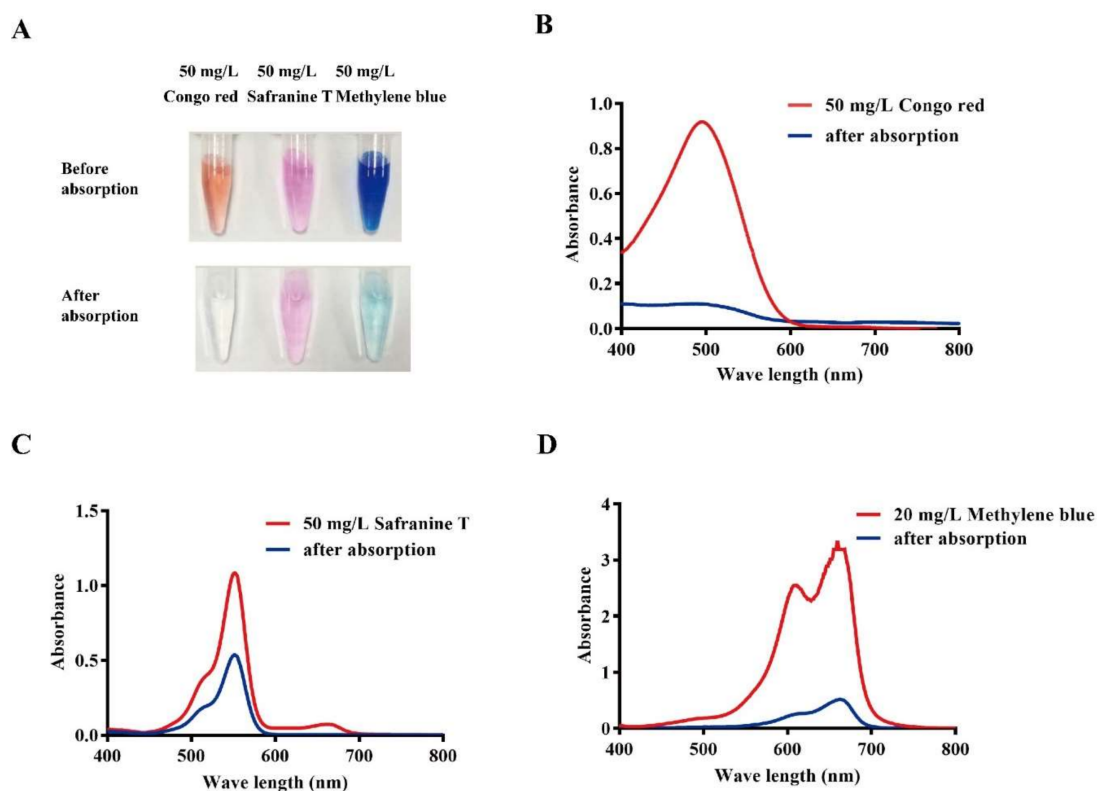 A
50 mg/L 50 mg/L 50 mg/L
Congo red Safranine T Methylene blue
Before
absorption
After
absorption
B
50 mg/L Congo red
after absorption
1.0
0.8
0.6
0.4
0.2
0.0
400 500 600 700 800
Absorbance
Wave length (nm)
C
50 mg/L Safranine T
after absorption
1.5
1.0
0.5
0.0
400 500 600 700 800
Absorbance
Wave length (nm)
D
20 mg/L Methylene blue
after absorption
4
3
2
1
0
400 500 600 700 800
Absorbance
Wave length (nm)